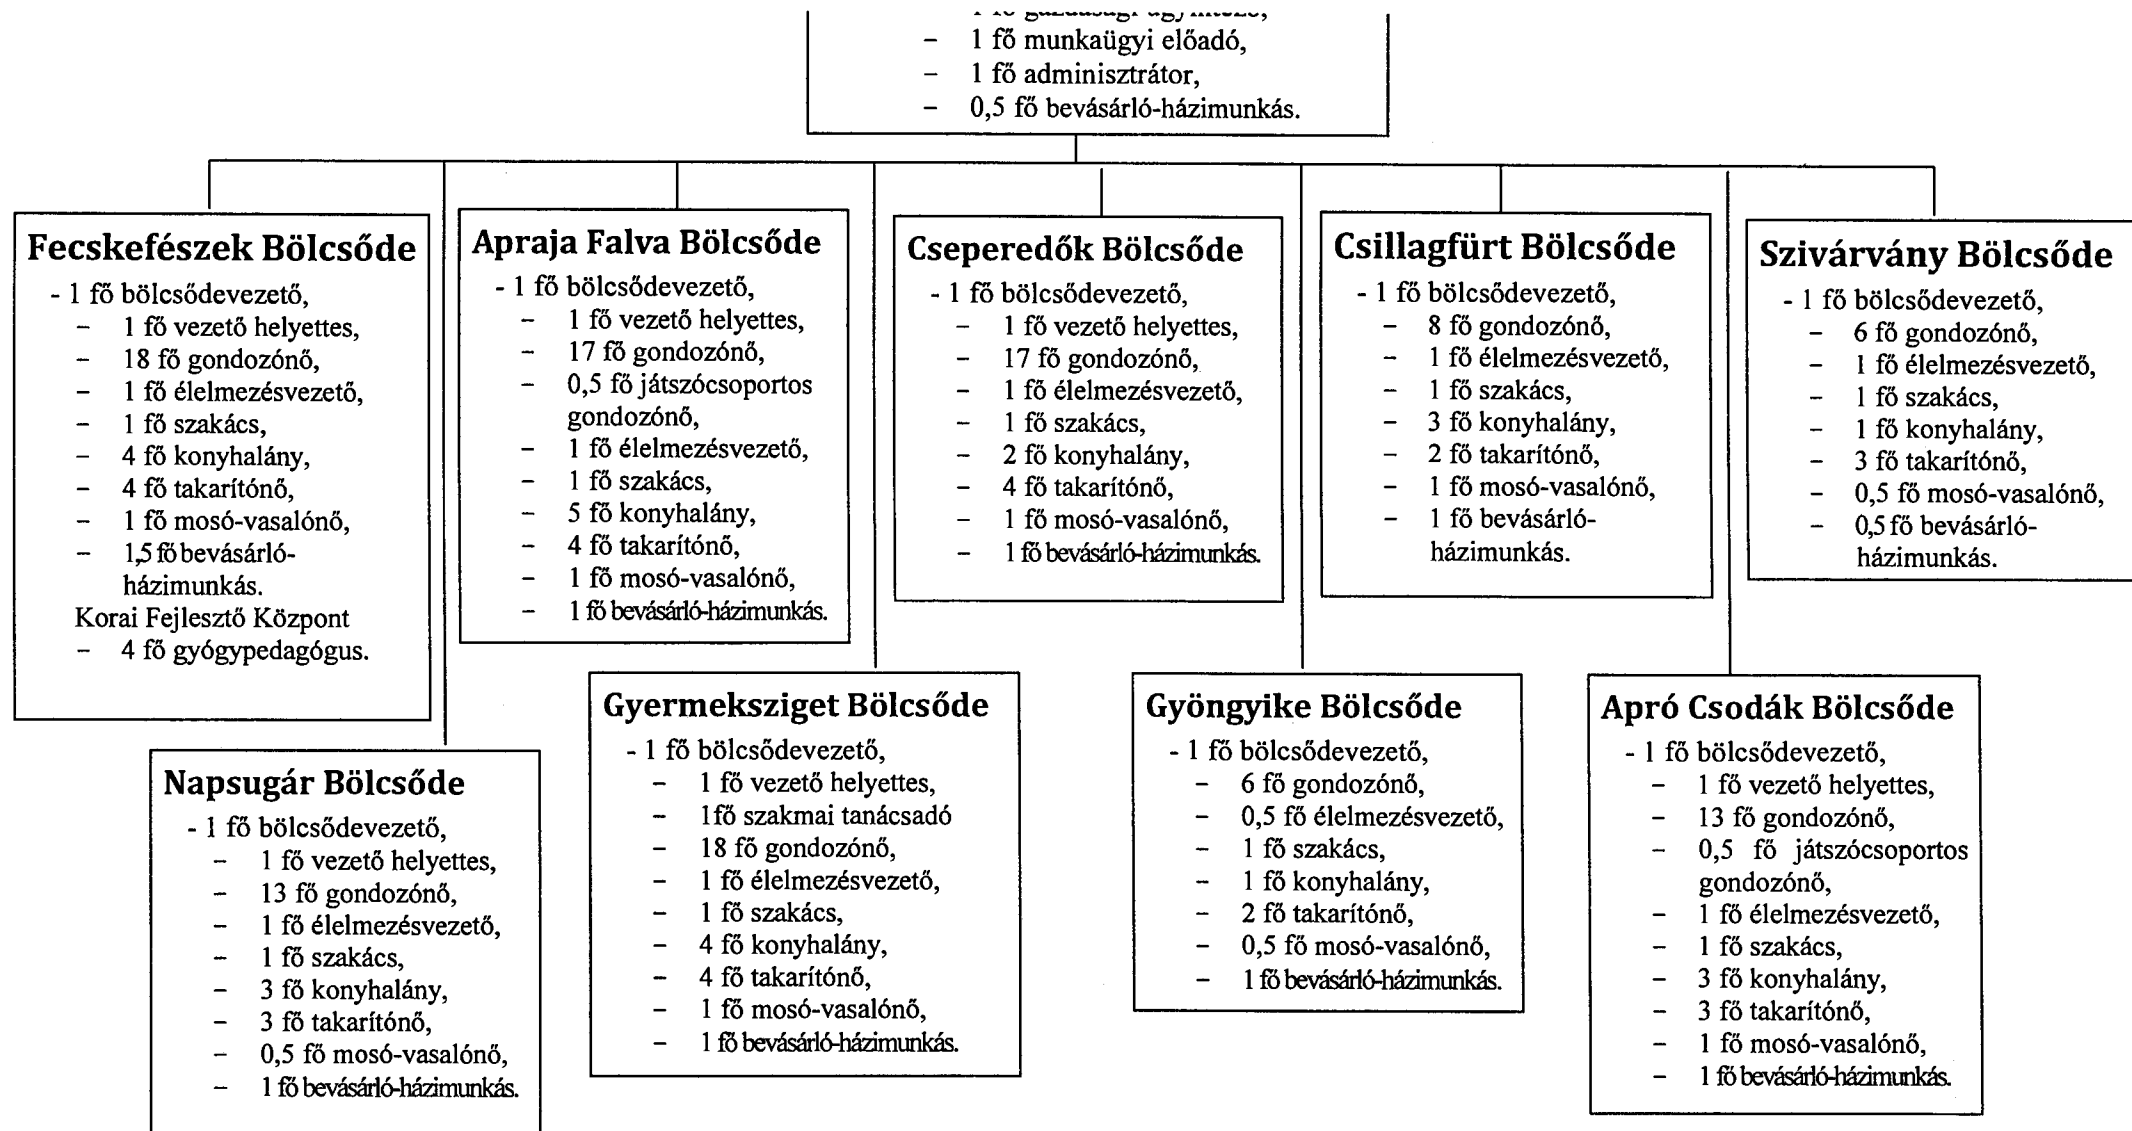 - 1 fő munkaügyi előadó,
- 1 fő adminisztrátor,
- 0,5 fő bevásárló-házimunkás.
Fecskefészek Bölcsőde
- 1 fő bölcsődevezető,
- 1 fő vezető helyettes,
- 18 fő gondozónő,
- 1 fő élelmezésvezető,
- 1 fő szakács,
- 4 fő konyhalány,
- 4 fő takarítónő,
- 1 fő mosó-vasalónő,
- 1,5 fő bevásárló-
házimunkás.
Korai Fejlesztő Központ
- 4 fő gyógypedagógus.
Apraja Falva Bölcsőde
- 1 fő bölcsődevezető,
- 1 fő vezető helyettes,
- 17 fő gondozónő,
- 0,5 fő játszócsoportos
gondozónő,
- 1 fő élelmezésvezető,
- 1 fő szakács,
- 5 fő konyhalány,
- 4 fő takarítónő,
- 1 fő mosó-vasalónő,
- 1 fő bevásárló-házimunkás.
Cseperedők Bölcsőde
- 1 fő bölcsődevezető,
- 1 fő vezető helyettes,
- 17 fő gondozónő,
- 1 fő élelmezésvezető,
- 1 fő szakács,
- 2 fő konyhalány,
- 4 fő takarítónő,
- 1 fő mosó-vasalónő,
- 1 fő bevásárló-házimunkás.
Csillagfürt Bölcsőde
- 1 fő bölcsődevezető,
- 8 fő gondozónő,
- 1 fő élelmezésvezető,
- 1 fő szakács,
- 3 fő konyhalány,
- 2 fő takarítónő,
- 1 fő mosó-vasalónő,
- 1 fő bevásárló-
házimunkás.
Szivárvány Bölcsőde
- 1 fő bölcsődevezető,
- 6 fő gondozónő,
- 1 fő élelmezésvezető,
- 1 fő szakács,
- 1 fő konyhalány,
- 3 fő takarítónő,
- 0,5 fő mosó-vasalónő,
- 0,5 fő bevásárló-
házimunkás.
Napsugár Bölcsőde
- 1 fő bölcsődevezető,
- 1 fő vezető helyettes,
- 13 fő gondozónő,
- 1 fő élelmezésvezető,
- 1 fő szakács,
- 3 fő konyhalány,
- 3 fő takarítónő,
- 0,5 fő mosó-vasalónő,
- 1 fő bevásárló-házimunkás.
Gyermeksziget Bölcsőde
- 1 fő bölcsődevezető,
- 1 fő vezető helyettes,
- 1fő szakmai tanácsadó
- 18 fő gondozónő,
- 1 fő élelmezésvezető,
- 1 fő szakács,
- 4 fő konyhalány,
- 4 fő takarítónő,
- 1 fő mosó-vasalónő,
- 1 fő bevásárló-házimunkás.
Gyöngyike Bölcsőde
- 1 fő bölcsődevezető,
- 6 fő gondozónő,
- 0,5 fő élelmezésvezető,
- 1 fő szakács,
- 1 fő konyhalány,
- 2 fő takarítónő,
- 0,5 fő mosó-vasalónő,
- 1 fő bevásárló-házimunkás.
Apró Csodák Bölcsőde
- 1 fő bölcsődevezető,
- 1 fő vezető helyettes,
- 13 fő gondozónő,
- 0,5 fő játszócsoportos
gondozónő,
- 1 fő élelmezésvezető,
- 1 fő szakács,
- 3 fő konyhalány,
- 3 fő takarítónő,
- 1 fő mosó-vasalónő,
- 1 fő bevásárló-házimunkás.